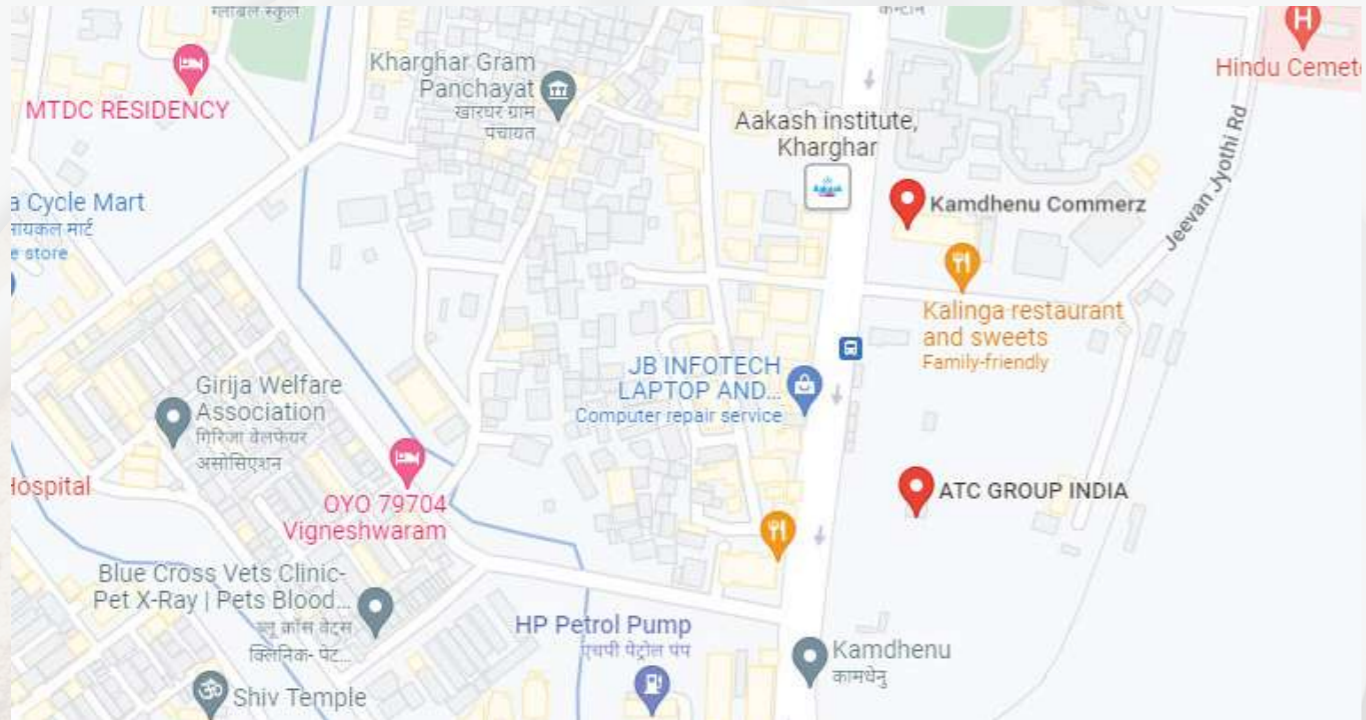 ग्लोबल स्कूल
MTDC RESIDENCY
Kharghar Gram
Panchayat
खारघर ग्राम
पंचायत
Aakash institute,
Kharghar
Hindu Cemet
Jeevan Jyothi Rd
a Cycle Mart
सायकल मार्ट
e store
Kamdhenu Commerz
Kalinga restaurant
and sweets
Family-friendly
JB INFOTECH
LAPTOP AND...
Computer repair service
Girija Welfare
Association
गिरिजा वेलफेयर
असोसिएशन
Hospital
OYO 79704
Vigneshwaram
ATC GROUP INDIA
Blue Cross Vets Clinic-
Pet X-Ray | Pets Blood...
ब्लू क्रॉस वेट्स
क्लिनिक- पेट...
HP Petrol Pump
एचपी पेट्रोल पंप
Kamdhenu
कामधेनु
Shiv Temple